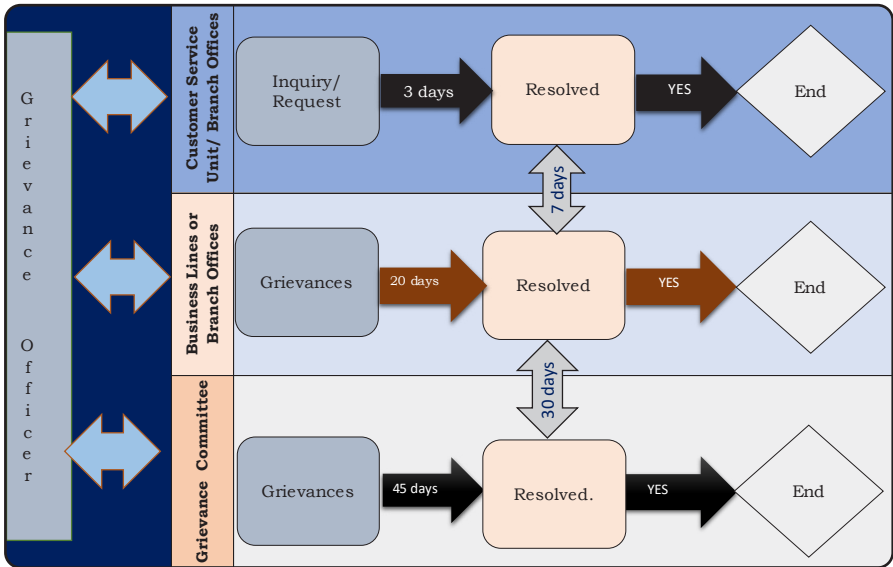 Grievance Officer
Customer Service
Unit/ Branch Offices
Inquiry/
Request
3 days
Resolved
YES
End
7 days
Business Lines or
Branch Offices
Grievances
20 days
Resolved
YES
End
30 days
Grievance Committee
Grievances
45 days
Resolved.
YES
End